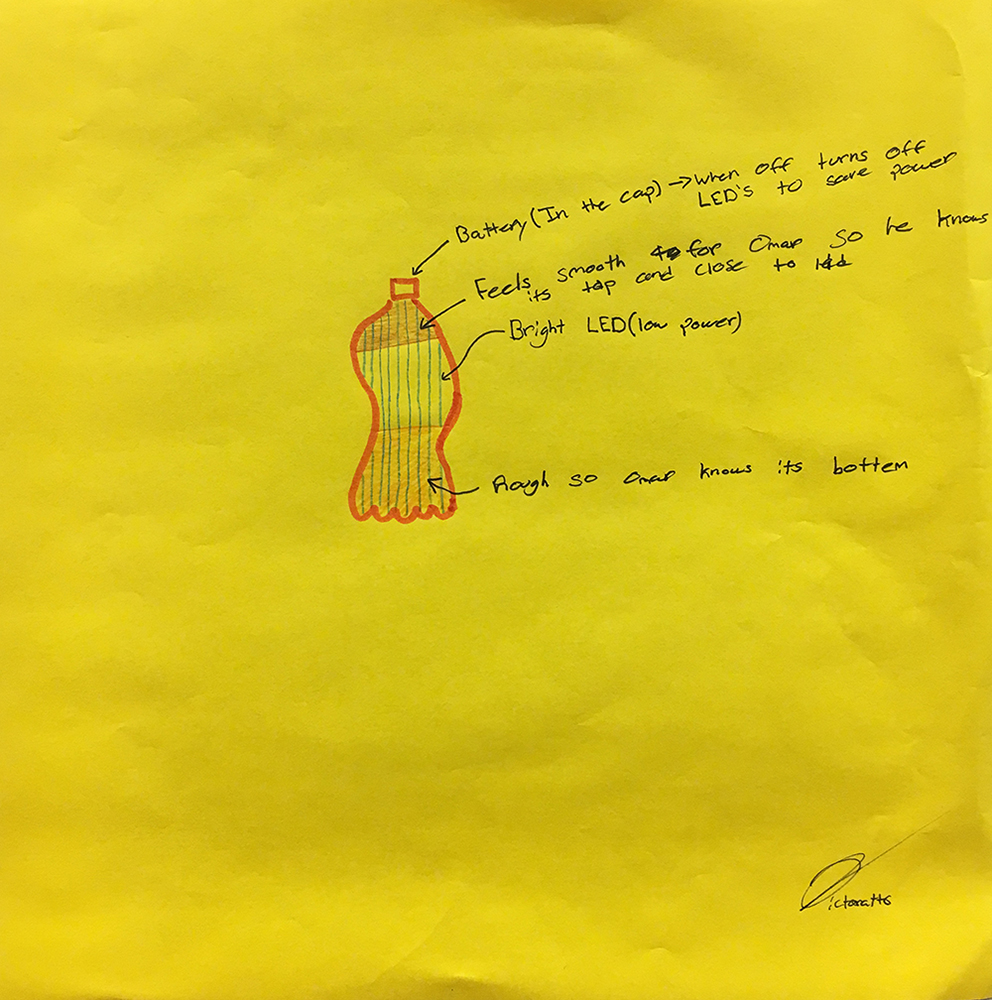 Battery (In the cap) → when off turns off
LED's to save power
Feels smooth for Omar so he knows
its top and close to lid
Bright LED (low power)
Rough so Omar knows its bottem